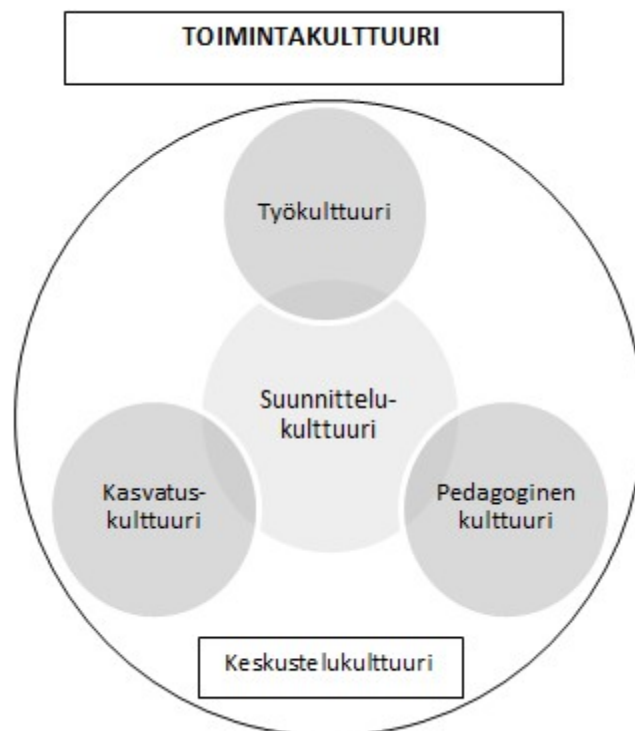 TOIMINTAKULTTUURI
Työkulttuuri
Suunnittelu-
kulttuuri
Kasvatus-
kulttuuri
Pedagoginen
kulttuuri
Keskustelukulttuuri